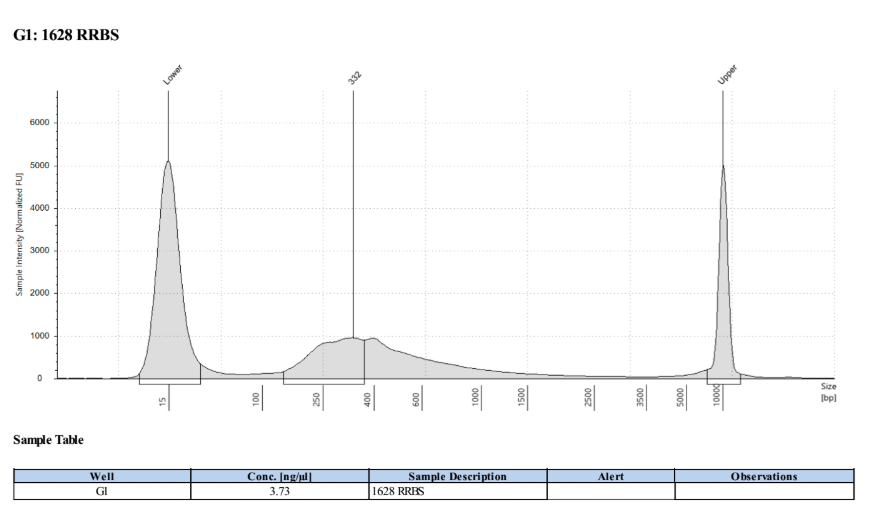 G1: 1628 RRBS
Lower
332
Upper
Sample Intensity [Normalized FU]
6000
5000
4000
3000
2000
1000
0
15
100
250
400
600
1000
1500
2500
3500
5000
10000
Size
[bp]
Sample Table
Well Conc. [ng/µl] Sample Description Alert Observations
G1 3.73 1628 RRBS